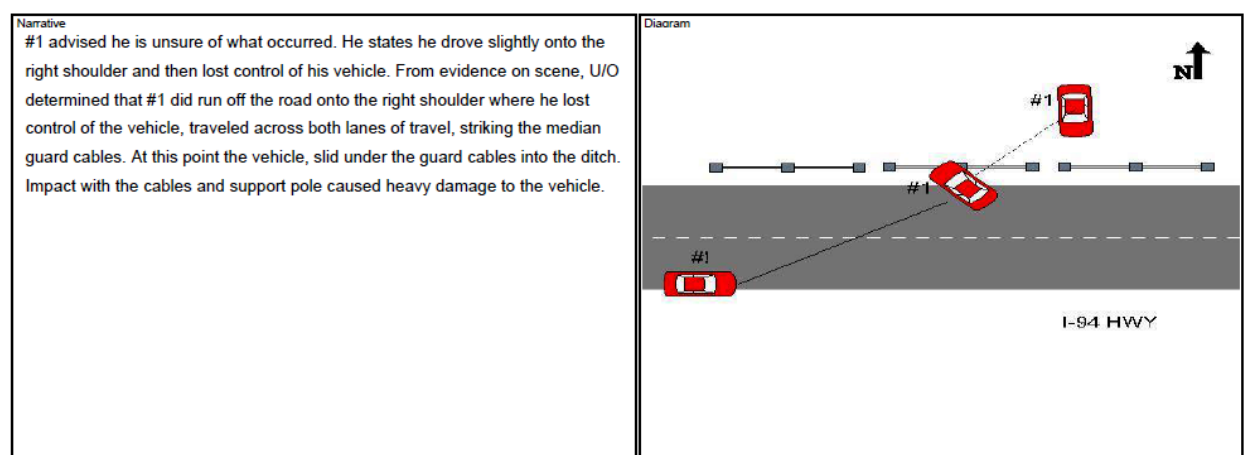 Narrative
#1 advised he is unsure of what occurred. He states he drove slightly onto the
right shoulder and then lost control of his vehicle. From evidence on scene, U/O
determined that #1 did run off the road onto the right shoulder where he lost
control of the vehicle, traveled across both lanes of travel, striking the median
guard cables. At this point the vehicle, slid under the guard cables into the ditch.
Impact with the cables and support pole caused heavy damage to the vehicle.
Diagram
N
#1
#1
#1
I-94 HWY